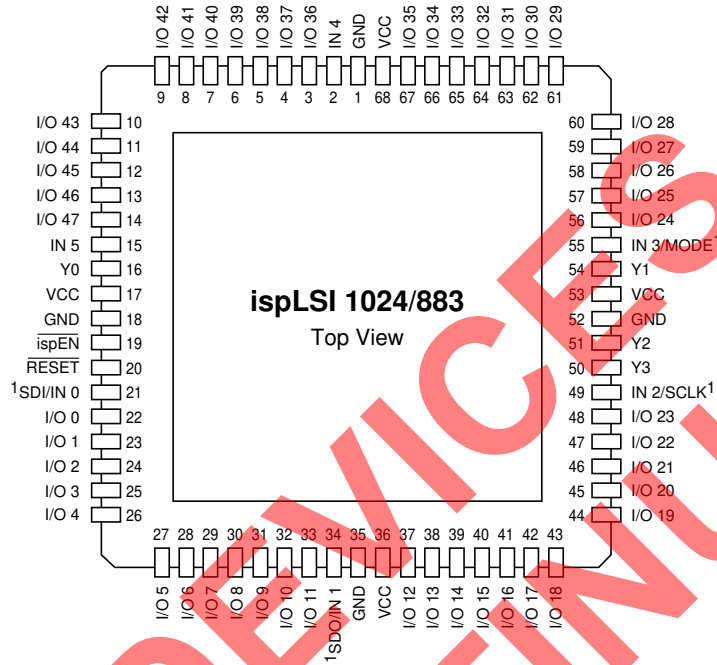 I/O 42
I/O 41
I/O 40
I/O 39
I/O 38
I/O 37
I/O 36
IN 4
GND
VCC
I/O 35
I/O 34
I/O 33
I/O 32
I/O 31
I/O 30
I/O 29
9 8 7 6 5 4 3 2 1 68 67 66 65 64 63 62 61
I/O 43 10
I/O 44 11
I/O 45 12
I/O 46 13
I/O 47 14
IN 5 15
Y0 16
VCC 17
GND 18
ispEN 19
RESET 20
1SDI/IN 0 21
I/O 0 22
I/O 1 23
I/O 2 24
I/O 3 25
I/O 4 26
ispLSI 1024/883
Top View
60 I/O 28
59 I/O 27
58 I/O 26
57 I/O 25
56 I/O 24
55 IN 3/MODE1
54 Y1
53 VCC
52 GND
51 Y2
50 Y3
49 IN 2/SCLK1
48 I/O 23
47 I/O 22
46 I/O 21
45 I/O 20
44 I/O 19
27 28 29 30 31 32 33 34 35 36 37 38 39 40 41 42 43
I/O 5
I/O 6
I/O 7
I/O 8
I/O 9
I/O 10
I/O 11
1SDO/IN 1
GND
VCC
I/O 12
I/O 13
I/O 14
I/O 15
I/O 16
I/O 17
I/O 18
DEVICES